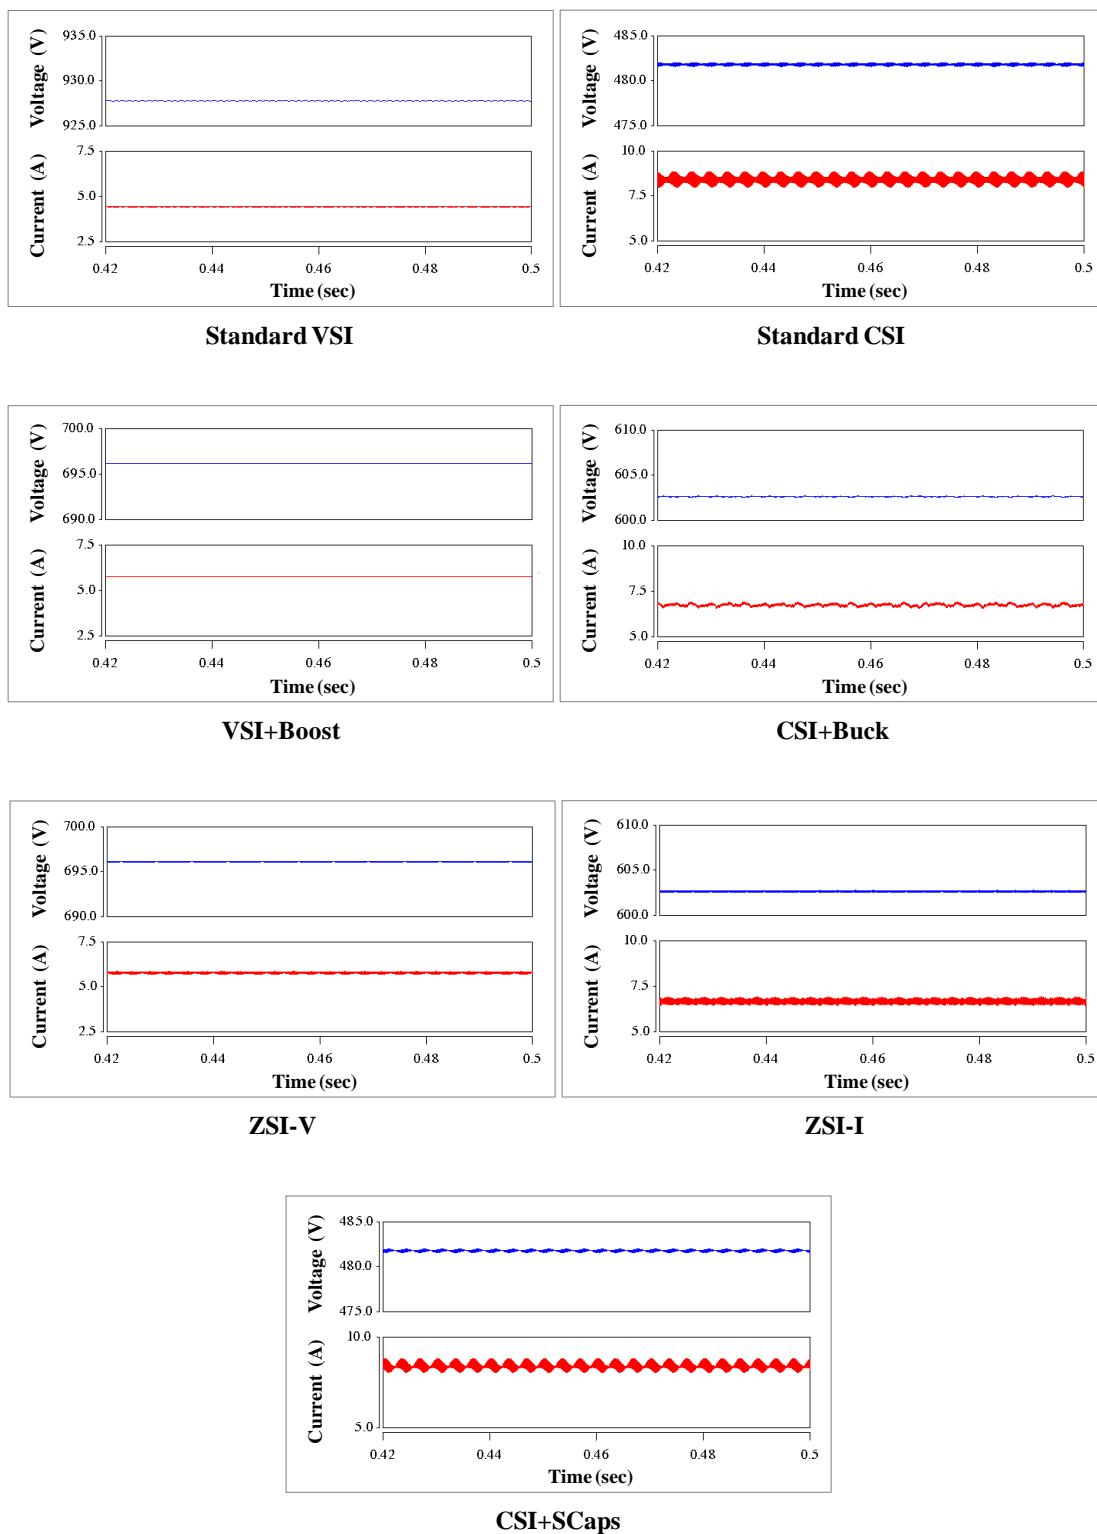 Voltage (V)
935.0
930.0
925.0
Current (A)
7.5
5.0
2.5
0.42
0.44
0.46
0.48
0.5
Time (sec)
Standard VSI
Voltage (V)
485.0
480.0
475.0
Current (A)
10.0
7.5
5.0
0.42
0.44
0.46
0.48
0.5
Time (sec)
Standard CSI
Voltage (V)
700.0
695.0
690.0
Current (A)
7.5
5.0
2.5
0.42
0.44
0.46
0.48
0.5
Time (sec)
VSI+Boost
Voltage (V)
610.0
605.0
600.0
Current (A)
10.0
7.5
5.0
0.42
0.44
0.46
0.48
0.5
Time (sec)
CSI+Buck
Voltage (V)
700.0
695.0
690.0
Current (A)
7.5
5.0
2.5
0.42
0.44
0.46
0.48
0.5
Time (sec)
ZSI-V
Voltage (V)
610.0
605.0
600.0
Current (A)
10.0
7.5
5.0
0.42
0.44
0.46
0.48
0.5
Time (sec)
ZSI-I
Voltage (V)
485.0
480.0
475.0
Current (A)
10.0
5.0
0.42
0.44
0.46
0.48
0.5
Time (sec)
CSI+SCaps